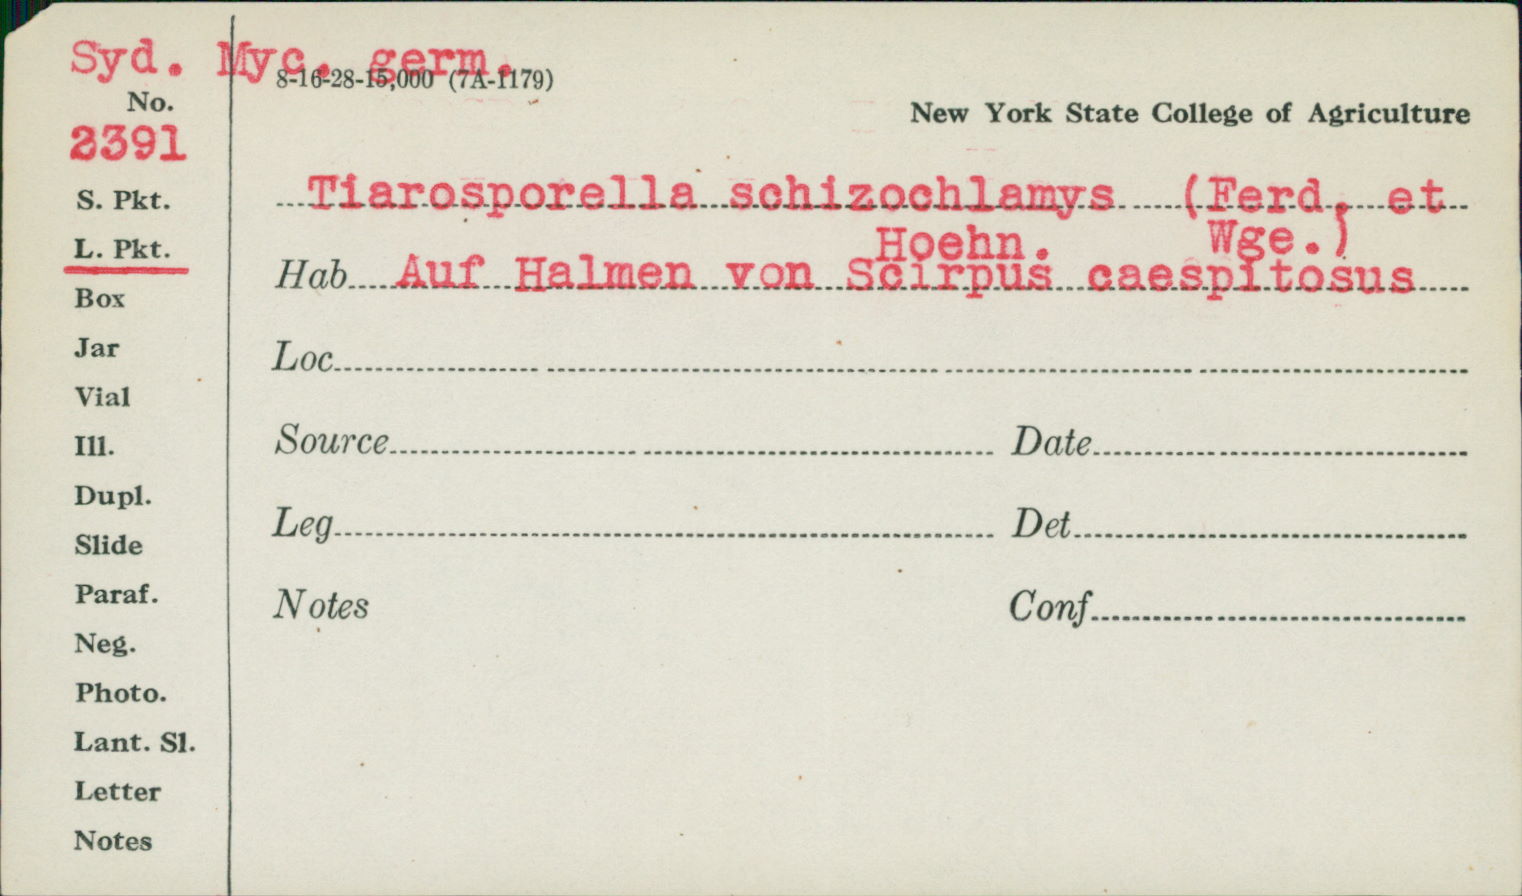 Syd. Myc. germ.
8-16-28-15,000 (7A-1179)
No.
2391
New York State College of Agriculture
S. Pkt.
Tiarosporella schizochlamys (Ferd. et
Hoehn. Wge.)
L. Pkt.
Hab. Auf Halmen von Scirpus caespitosus
Box
Jar
Loc.
Vial
Ill.
Source
Date
Dupl.
Slide
Leg.
Det.
Paraf.
Notes
Conf.
Neg.
Photo.
Lant. Sl.
Letter
Notes